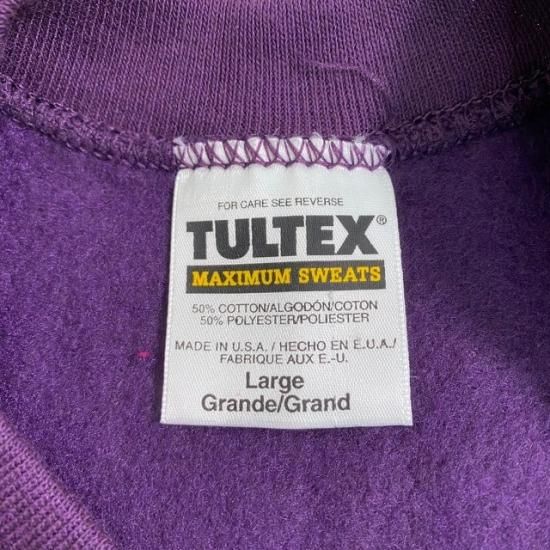 FOR CARE SEE REVERSE
TULTEX®
MAXIMUM SWEATS
50% COTTON/ALGODÓN/COTON
50% POLYESTER/POLIESTER
MADE IN U.S.A. / HECHO EN E.U.A./
FABRIQUE AUX E.-U.
Large
Grande/Grand